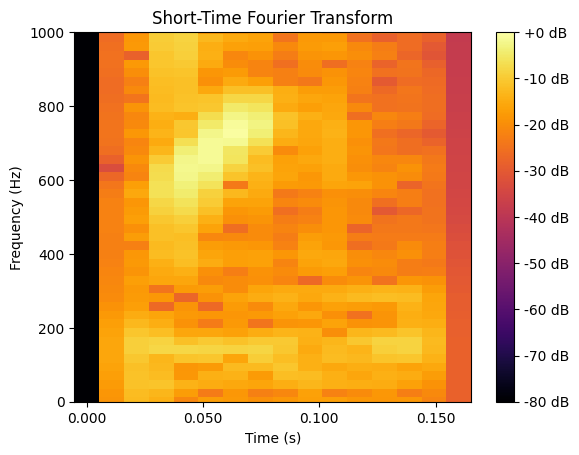 Short-Time Fourier Transform
1000
800
600
400
200
0
Frequency (Hz)
0.000
0.050
0.100
0.150
Time (s)
+0 dB
-10 dB
-20 dB
-30 dB
-40 dB
-50 dB
-60 dB
-70 dB
-80 dB